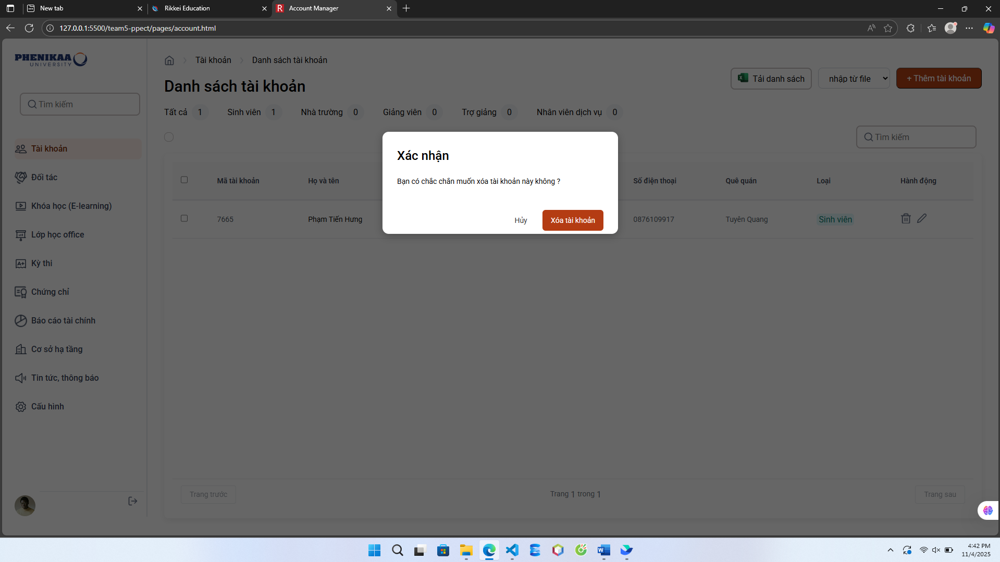 New tab
Rikkei Education
Account Manager
127.0.0.1:5500/team5-ppect/pages/account.html
PHENIKAA
UNIVERSITY
Tìm kiếm
Tài khoản
Đối tác
Khóa học (E-learning)
Lớp học office
Kỳ thi
Chứng chỉ
Báo cáo tài chính
Cơ sở hạ tầng
Tin tức, thông báo
Cấu hình
Tài khoản Danh sách tài khoản
Danh sách tài khoản
Tải danh sách
nhập từ file
+ Thêm tài khoản
Tất cả 1 Sinh viên 1 Nhà trường 0 Giảng viên 0 Trợ giảng 0 Nhân viên dịch vụ 0
Tìm kiếm
Xác nhận
Bạn có chắc chắn muốn xóa tài khoản này không ?
Hủy Xóa tài khoản
Mã tài khoản Họ và tên Số điện thoại Quê quán Loại Hành động
7665 Phạm Tiến Hưng 0876109917 Tuyên Quang Sinh viên
Trang trước Trang 1 trong 1 Trang sau
4:42 PM
11/4/2025